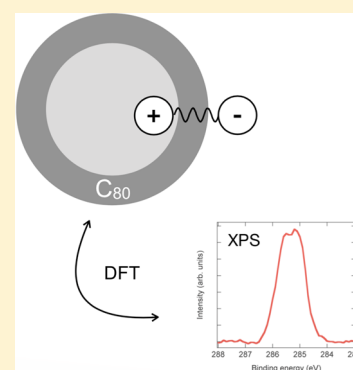 +
-
C₈₀
DFT
XPS
Intensity (arb. units)
288 287 286 285 284
Binding energy (eV)